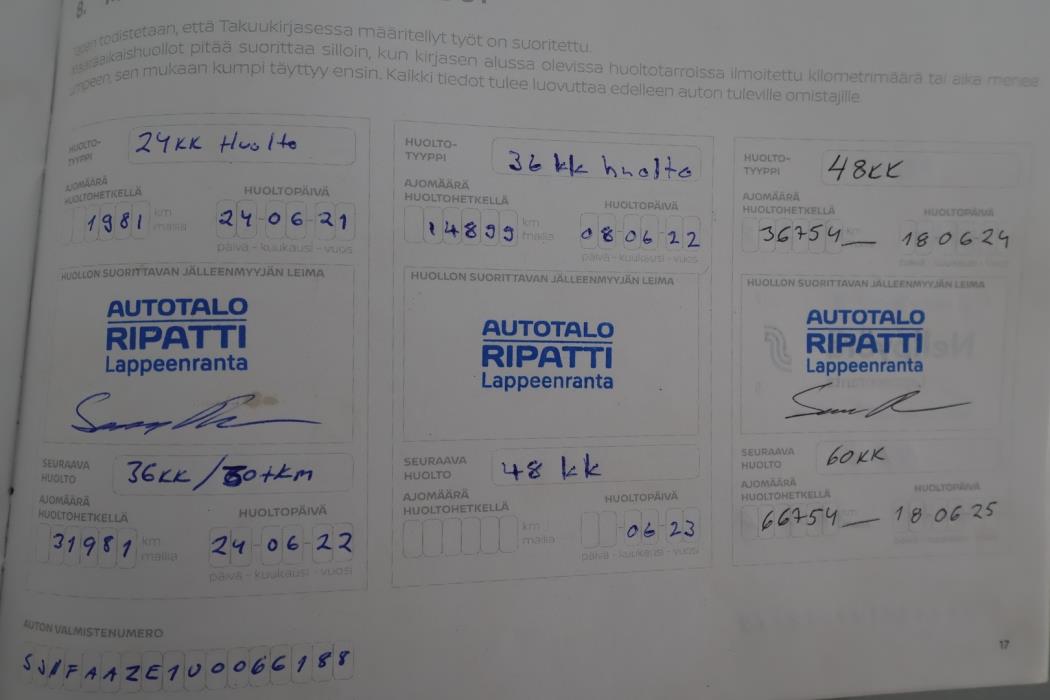 8.
todistetaan, että Takuukirjasessa määritellyt työt on suoritettu.
määräaikaishuollot pitää suorittaa silloin, kun kirjasen alussa olevissa huoltotarroissa ilmoitettu kilometrimäärä tai aika menee
umpeen, sen mukaan kumpi täyttyy ensin. Kaikki tiedot tulee luovuttaa edelleen auton tuleville omistajille.
HUOLTO-
TYYPPI
24KK Huolto
AJOMÄÄRÄ
HUOLTOHETKELLÄ
HUOLTOPÄIVÄ
1981 km
mailia
24-06-21
päivä - kuukausi - vuosi
HUOLLON SUORITTAVAN JÄLLEENMYYJÄN LEIMA
AUTOTALO
RIPATTI
Lappeenranta
SEURAAVA
HUOLTO
36KK/30tkm
AJOMÄÄRÄ
HUOLTOHETKELLÄ
HUOLTOPÄIVÄ
31981 km
mailia
24-06-22
päivä - kuukausi - vuosi
HUOLTO-
TYYPPI
36 kk huolto
AJOMÄÄRÄ
HUOLTOHETKELLÄ
HUOLTOPÄIVÄ
14899 km
mailia
08-06-22
päivä - kuukausi - vuosi
HUOLLON SUORITTAVAN JÄLLEENMYYJÄN LEIMA
AUTOTALO
RIPATTI
Lappeenranta
SEURAAVA
HUOLTO
48 kk
AJOMÄÄRÄ
HUOLTOHETKELLÄ
HUOLTOPÄIVÄ
km
mailia
06-23
päivä - kuukausi - vuosi
HUOLTO-
TYYPPI
48KK
AJOMÄÄRÄ
HUOLTOHETKELLÄ
HUOLTOPÄIVÄ
36754 km
18 06 24
HUOLLON SUORITTAVAN JÄLLEENMYYJÄN LEIMA
AUTOTALO
RIPATTI
Lappeenranta
SEURAAVA
HUOLTO
60KK
AJOMÄÄRÄ
HUOLTOHETKELLÄ
HUOLTOPÄIVÄ
66754 km
18-06-25
AUTON VALMISTENUMERO
SJNFAAZE1U0066188
17